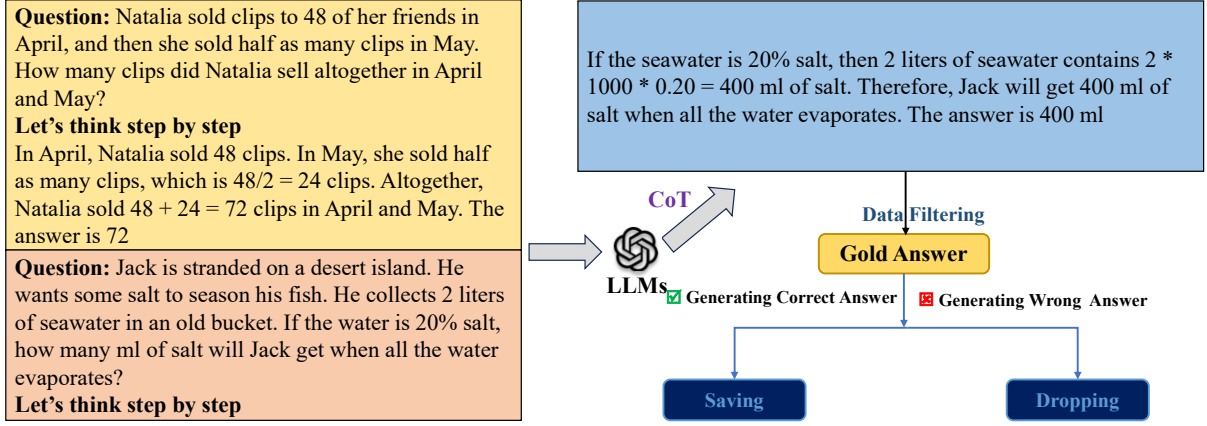 Question: Natalia sold clips to 48 of her friends in
April, and then she sold half as many clips in May.
How many clips did Natalia sell altogether in April
and May?
Let's think step by step
In April, Natalia sold 48 clips. In May, she sold half
as many clips, which is 48/2 = 24 clips. Altogether,
Natalia sold 48 + 24 = 72 clips in April and May. The
answer is 72
Question: Jack is stranded on a desert island. He
wants some salt to season his fish. He collects 2 liters
of seawater in an old bucket. If the water is 20% salt,
how many ml of salt will Jack get when all the water
evaporates?
Let's think step by step
LLMs
CoT
If the seawater is 20% salt, then 2 liters of seawater contains 2 *
1000 * 0.20 = 400 ml of salt. Therefore, Jack will get 400 ml of
salt when all the water evaporates. The answer is 400 ml
Data Filtering
Gold Answer
Generating Correct Answer
Generating Wrong Answer
Saving
Dropping